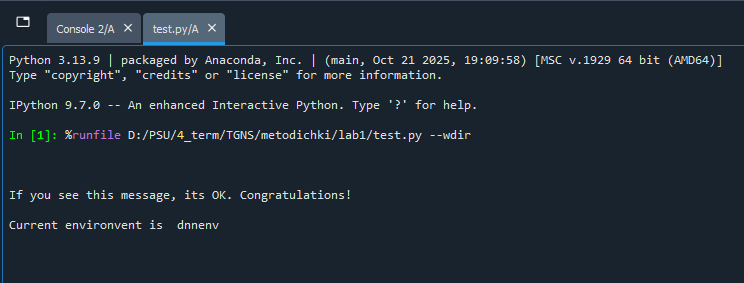 Console 2/A
test.py/A
Python 3.13.9 | packaged by Anaconda, Inc. | (main, Oct 21 2025, 19:09:58) [MSC v.1929 64 bit (AMD64)]
Type "copyright", "credits" or "license" for more information.
IPython 9.7.0 -- An enhanced Interactive Python. Type '?' for help.
In [1]: %runfile D:/PSU/4_term/TGNS/metodichki/lab1/test.py --wdir
If you see this message, its OK. Congratulations!
Current environvent is  dnnenv